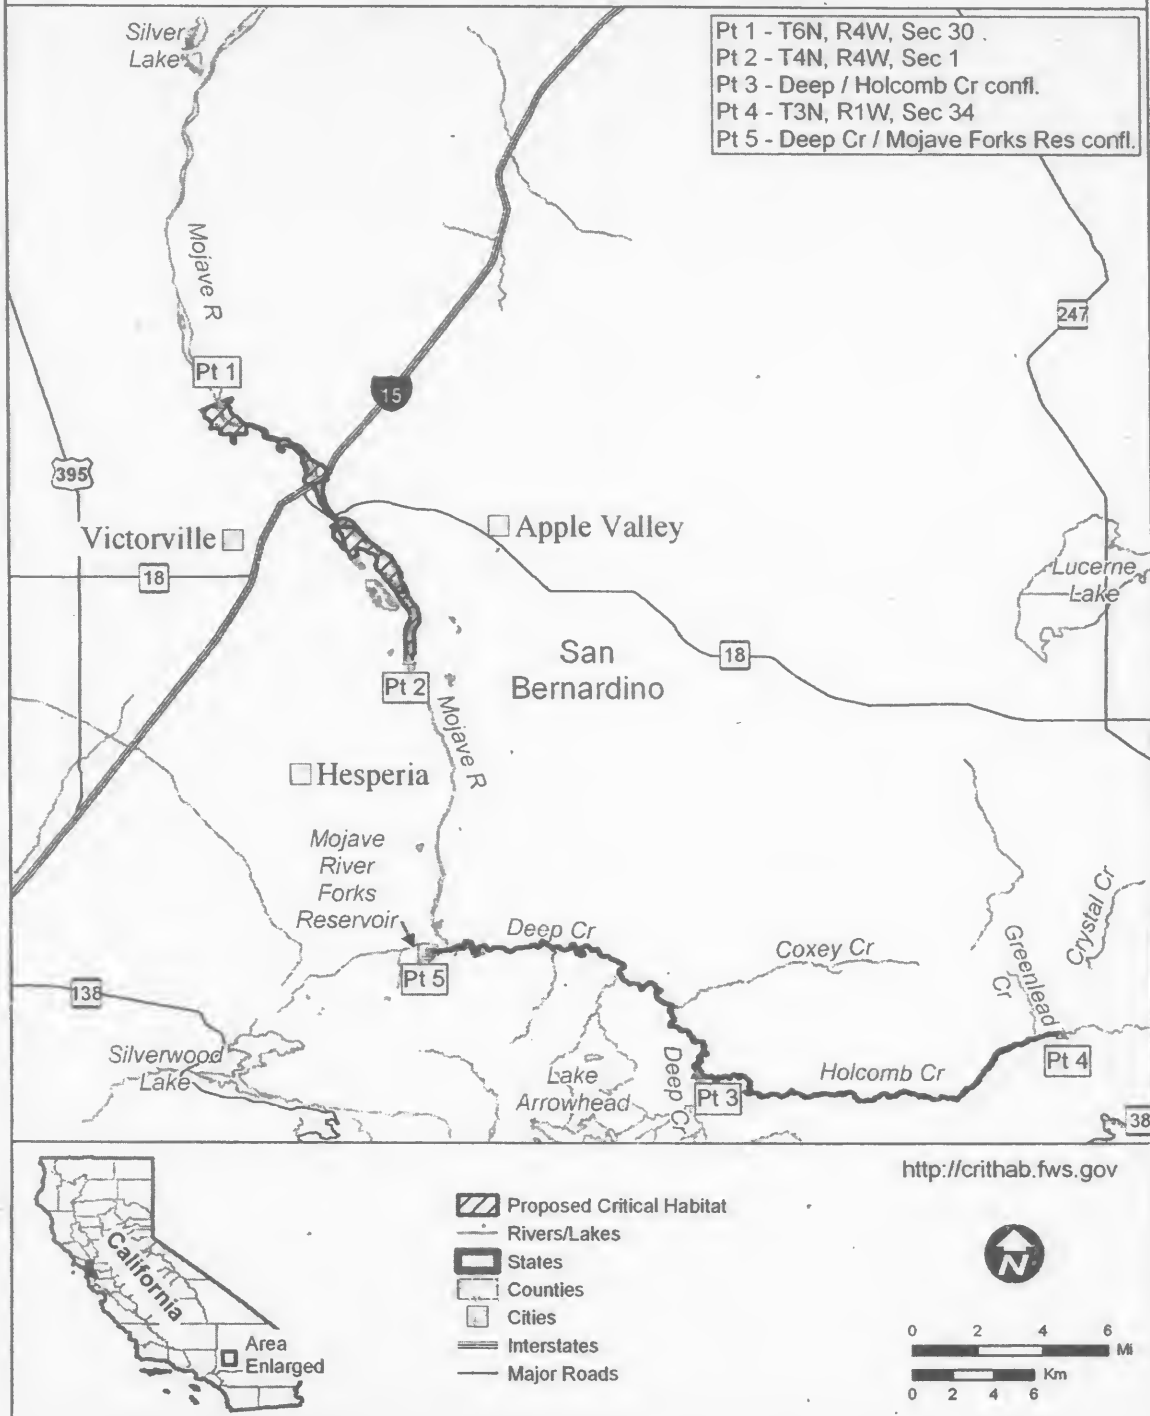 Pt 1 - T6N, R4W, Sec 30
Pt 2 - T4N, R4W, Sec 1
Pt 3 - Deep / Holcomb Cr confl.
Pt 4 - T3N, R1W, Sec 34
Pt 5 - Deep Cr / Mojave Forks Res confl.
Silver
Lake
Mojave R
247
Pt 1
15
395
Victorville
Apple Valley
18
Lucerne
Lake
San
Bernardino
18
Pt 2
Mojave R
Hesperia
Mojave
River
Forks
Reservoir
Deep Cr
Coxey Cr
Greenlead
Cr
Crystal Cr
Pt 5
138
Silverwood
Lake
Lake
Arrowhead
Deep Cr
Pt 3
Holcomb Cr
Pt 4
38
California
Area
Enlarged
Proposed Critical Habitat
Rivers/Lakes
States
Counties
Cities
Interstates
Major Roads
http://crithab.fws.gov
N
0 2 4 6
Mi
Km
0 2 4 6